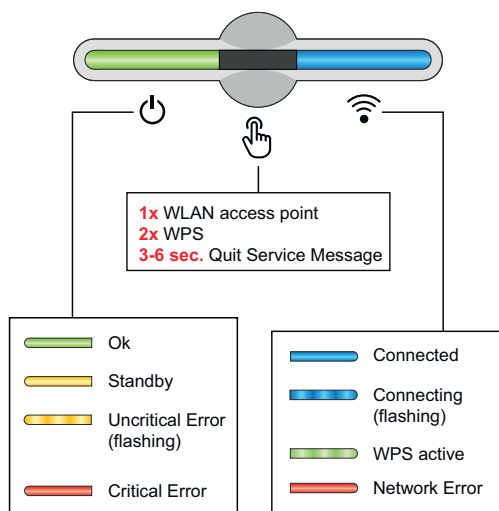 1x WLAN access point
2x WPS
3-6 sec. Quit Service Message
Ok
Standby
Uncritical Error
(flashing)
Critical Error
Connected
Connecting
(flashing)
WPS active
Network Error